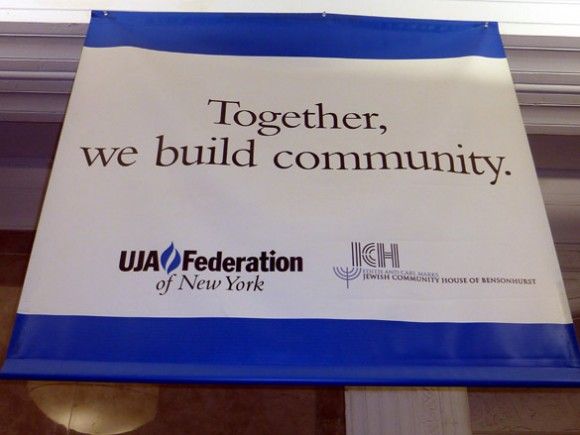 Together,
we build community.
UJA Federation
of New York
JCH
EDITH AND CARL MARKS
JEWISH COMMUNITY HOUSE OF BENSONHURST